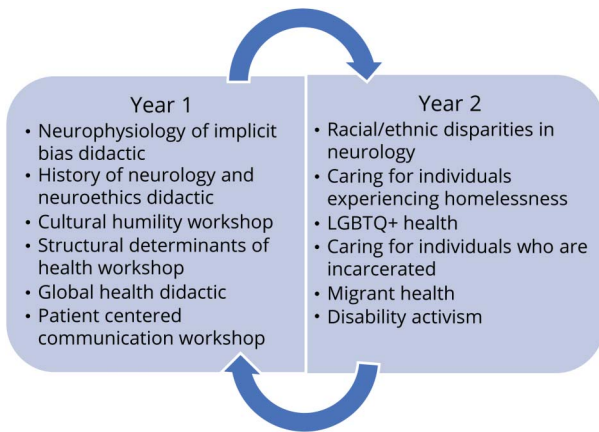 Year 1
• Neurophysiology of implicit
bias didactic
• History of neurology and
neuroethics didactic
• Cultural humility workshop
• Structural determinants of
health workshop
• Global health didactic
• Patient centered
communication workshop
Year 2
• Racial/ethnic disparities in
neurology
• Caring for individuals
experiencing homelessness
• LGBTQ+ health
• Caring for individuals who are
incarcerated
• Migrant health
• Disability activism